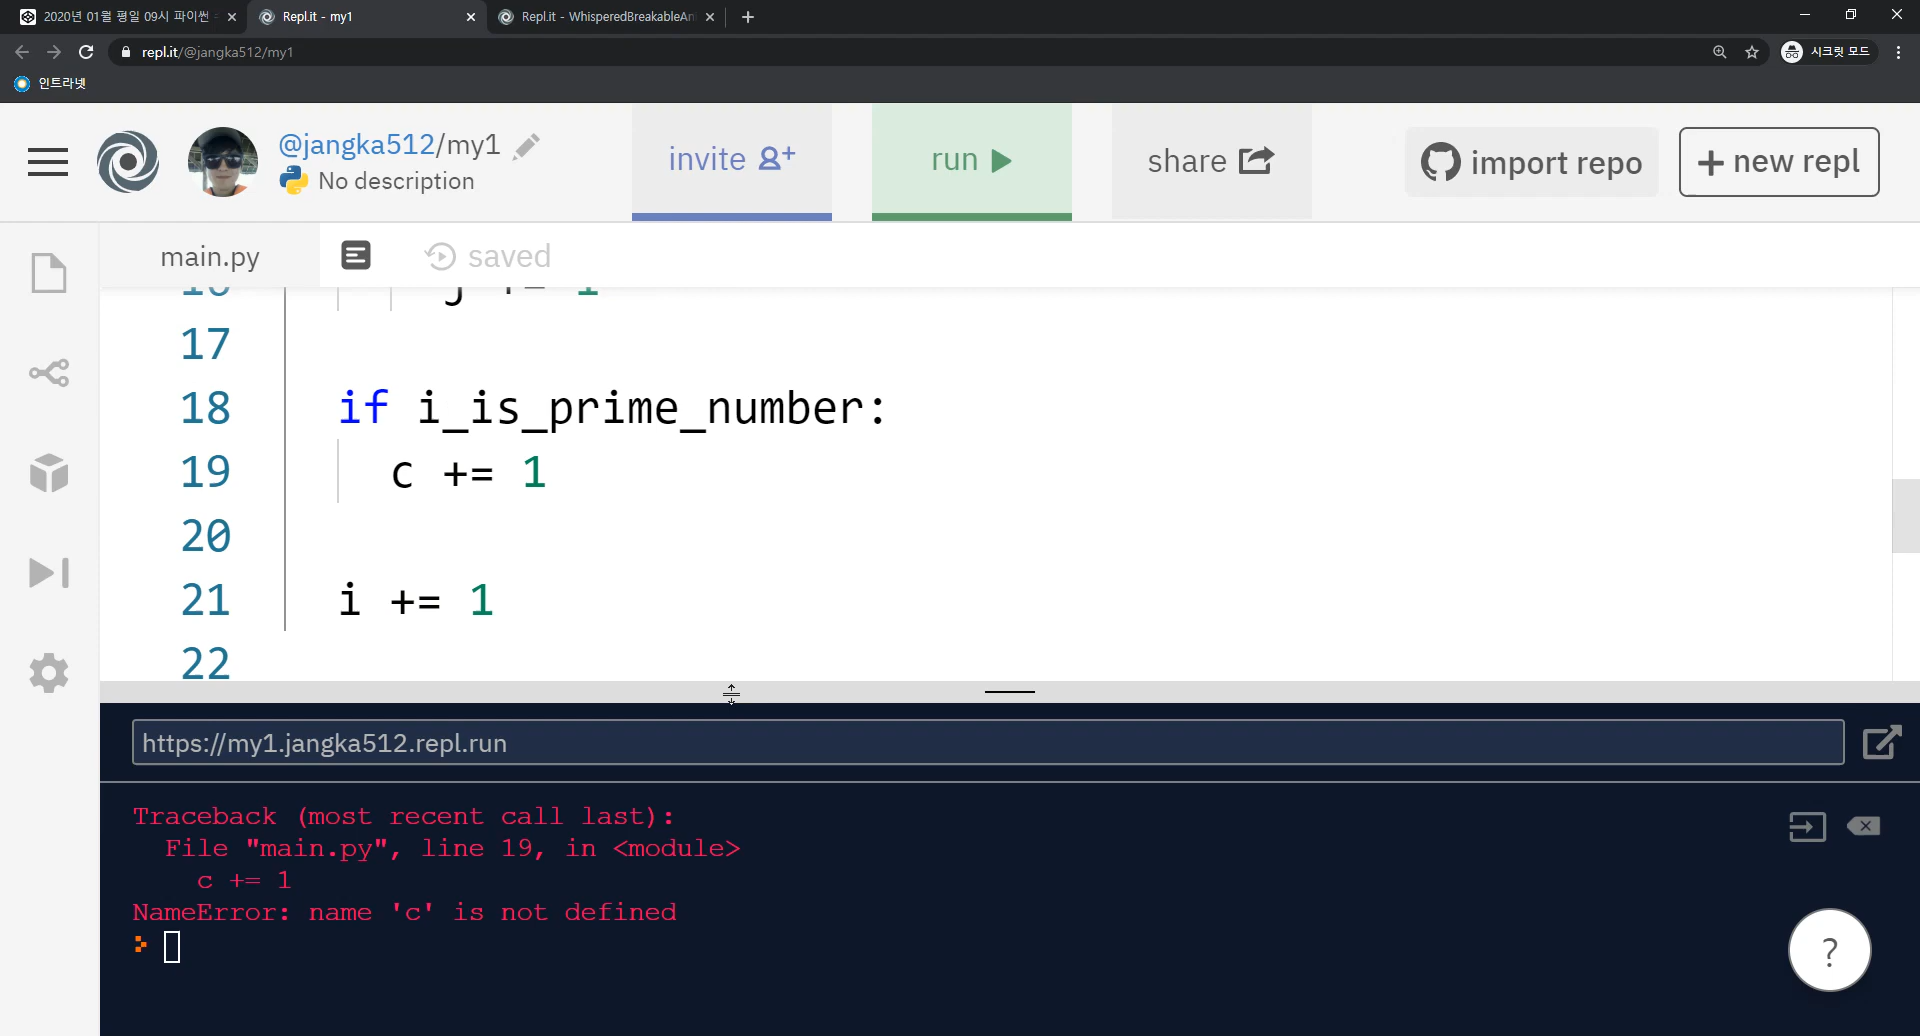 2020년 01월 평일 09시 파이썬
Repl.it - my1
Repl.it - WhisperedBreakableAn
repl.it/@jangka512/my1
시크릿 모드
인트라넷
@jangka512/my1
No description
invite
run
share
import repo
+ new repl
main.py
saved
16 j += 1
17
18 if i_is_prime_number:
19 c += 1
20
21 i += 1
22
https://my1.jangka512.repl.run
Traceback (most recent call last):
File "main.py", line 19, in <module>
c += 1
NameError: name 'c' is not defined
?